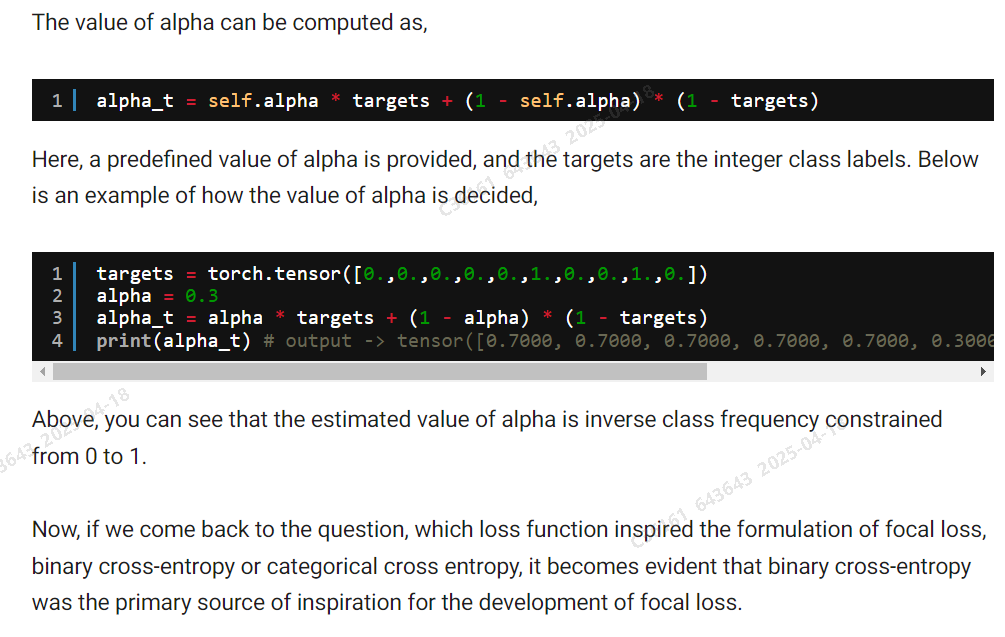 The value of alpha can be computed as,
1 alpha_t = self.alpha * targets + (1 - self.alpha) * (1 - targets)
Here, a predefined value of alpha is provided, and the targets are the integer class labels. Below
is an example of how the value of alpha is decided,
1 targets = torch.tensor([0.,0.,0.,0.,0.,1.,0.,0.,1.,0.])
2 alpha = 0.3
3 alpha_t = alpha * targets + (1 - alpha) * (1 - targets)
4 print(alpha_t) # output -> tensor([0.7000, 0.7000, 0.7000, 0.7000, 0.7000, 0.3000
Above, you can see that the estimated value of alpha is inverse class frequency constrained
from 0 to 1.
Now, if we come back to the question, which loss function inspired the formulation of focal loss,
binary cross-entropy or categorical cross entropy, it becomes evident that binary cross-entropy
was the primary source of inspiration for the development of focal loss.